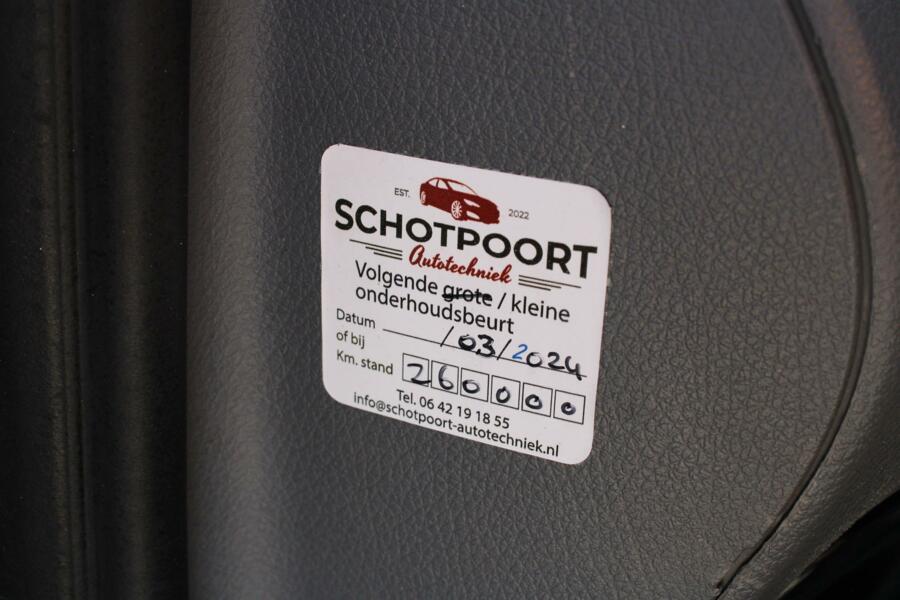 EST. 2022
SCHOTPOORT
Autotechniek
Volgende grote / kleine
onderhoudsbeurt
Datum /03/2024
of bij
Km. stand 260000
Tel. 06 42 19 18 55
info@schotpoort-autotechniek.nl